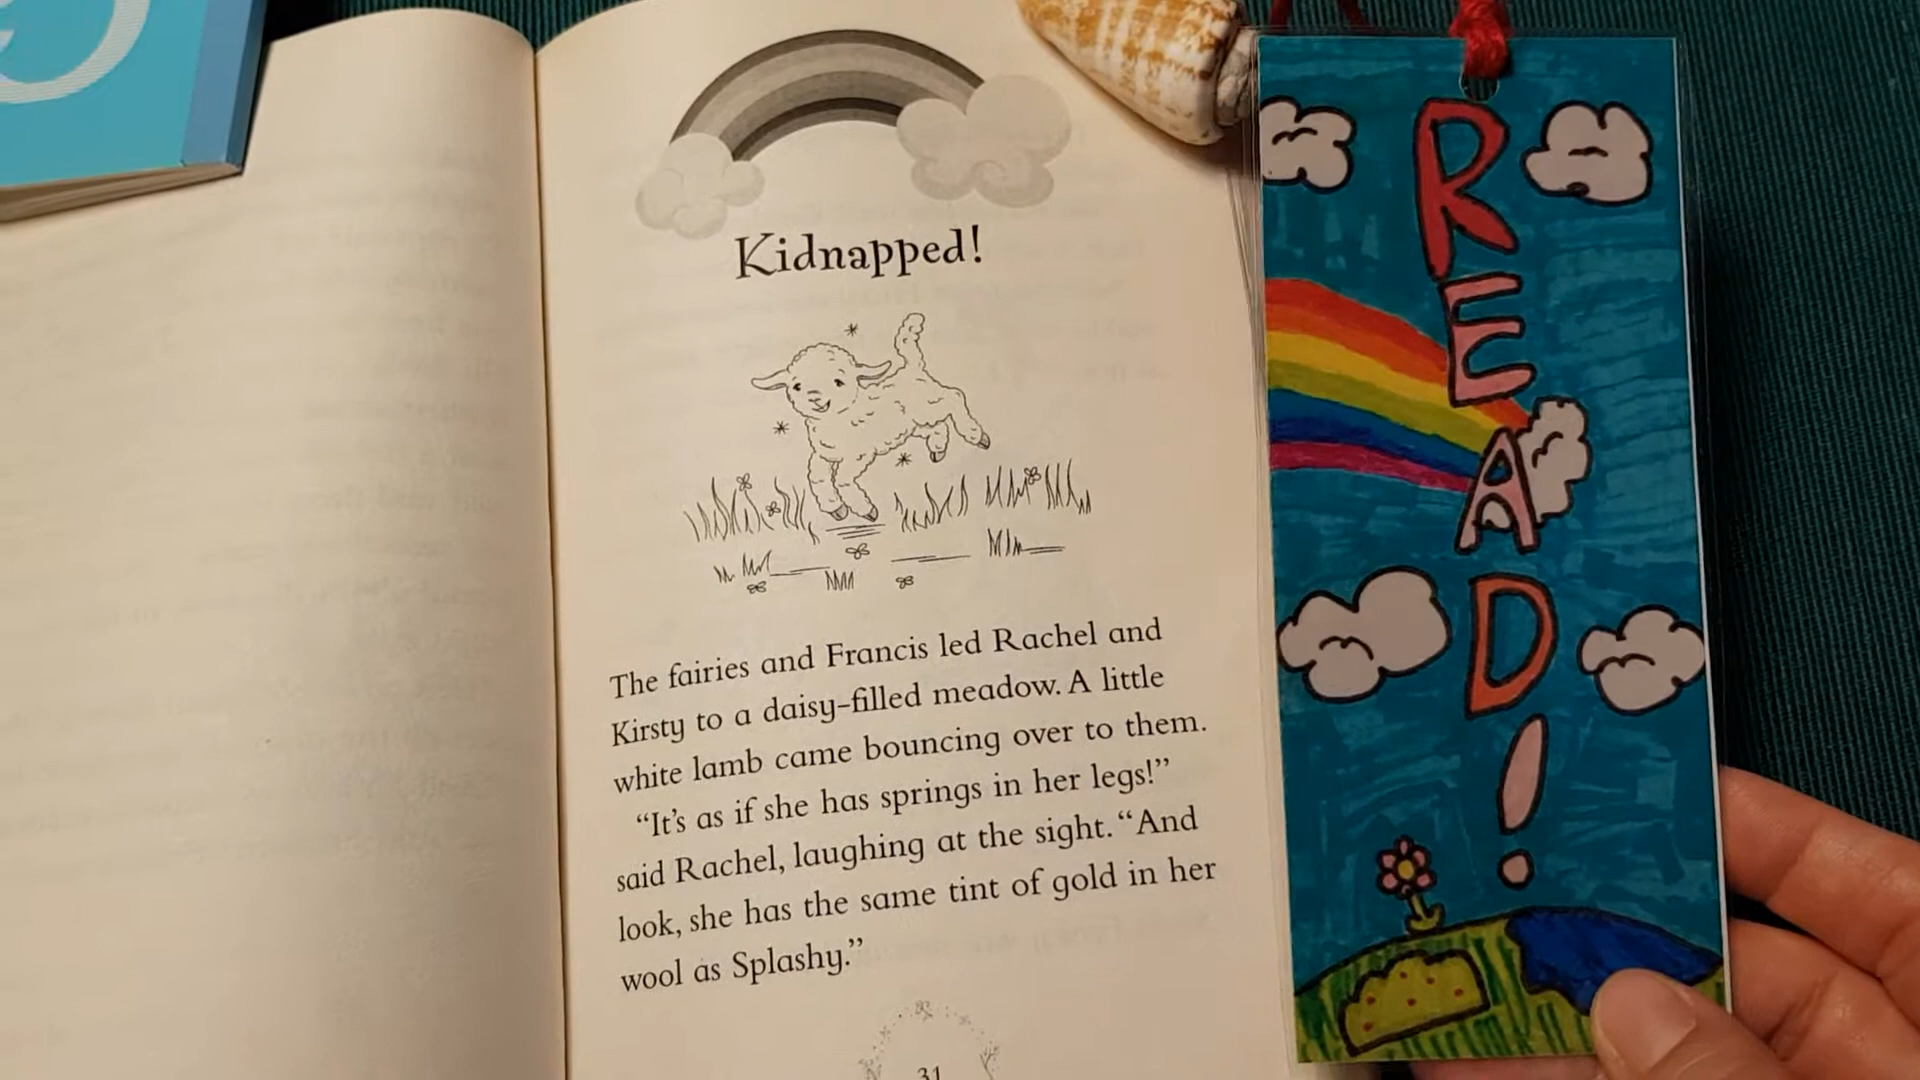 Kidnapped!
The fairies and Francis led Rachel and
Kirsty to a daisy-filled meadow. A little
white lamb came bouncing over to them.
“It’s as if she has springs in her legs!”
said Rachel, laughing at the sight. “And
look, she has the same tint of gold in her
wool as Splashy.”
31
READ!